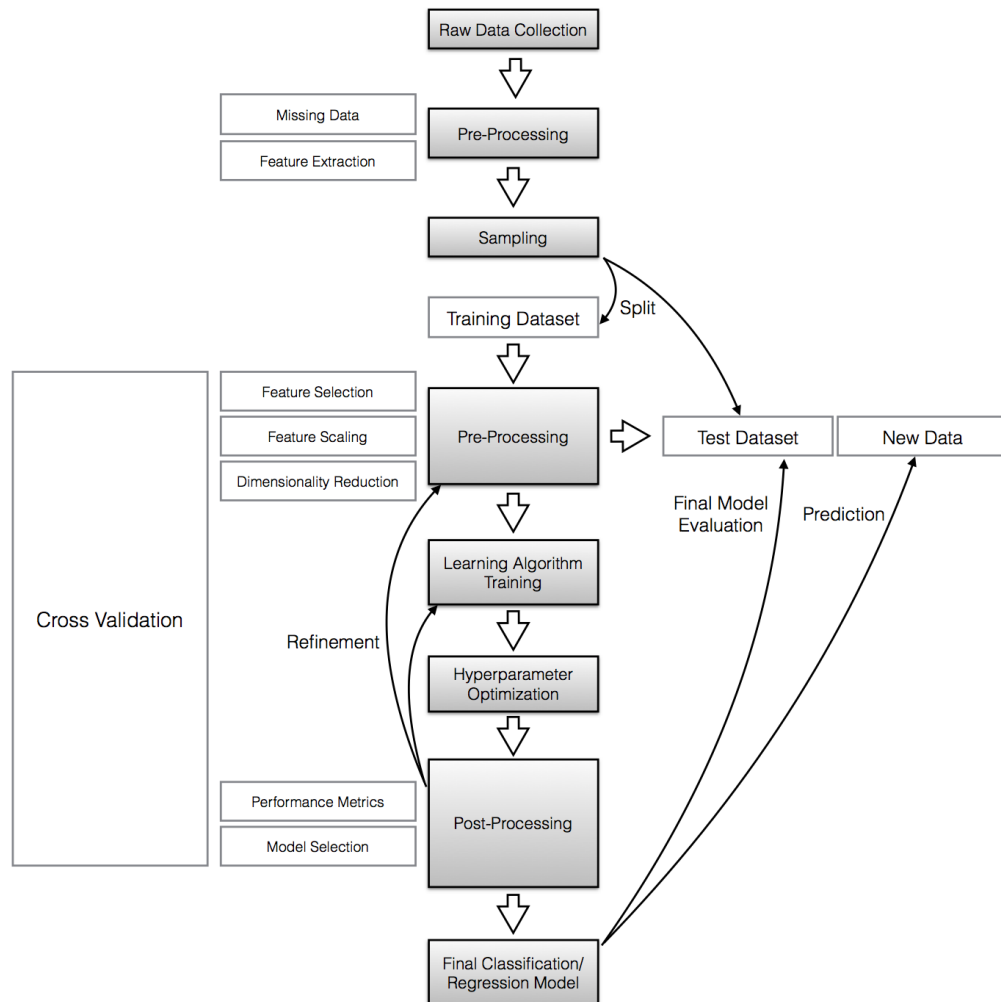 Raw Data Collection
Missing Data
Pre-Processing
Feature Extraction
Sampling
Split
Training Dataset
Feature Selection
Feature Scaling
Pre-Processing
Test Dataset
New Data
Dimensionality Reduction
Final Model
Evaluation
Prediction
Learning Algorithm
Training
Cross Validation
Refinement
Hyperparameter
Optimization
Performance Metrics
Post-Processing
Model Selection
Final Classification/
Regression Model